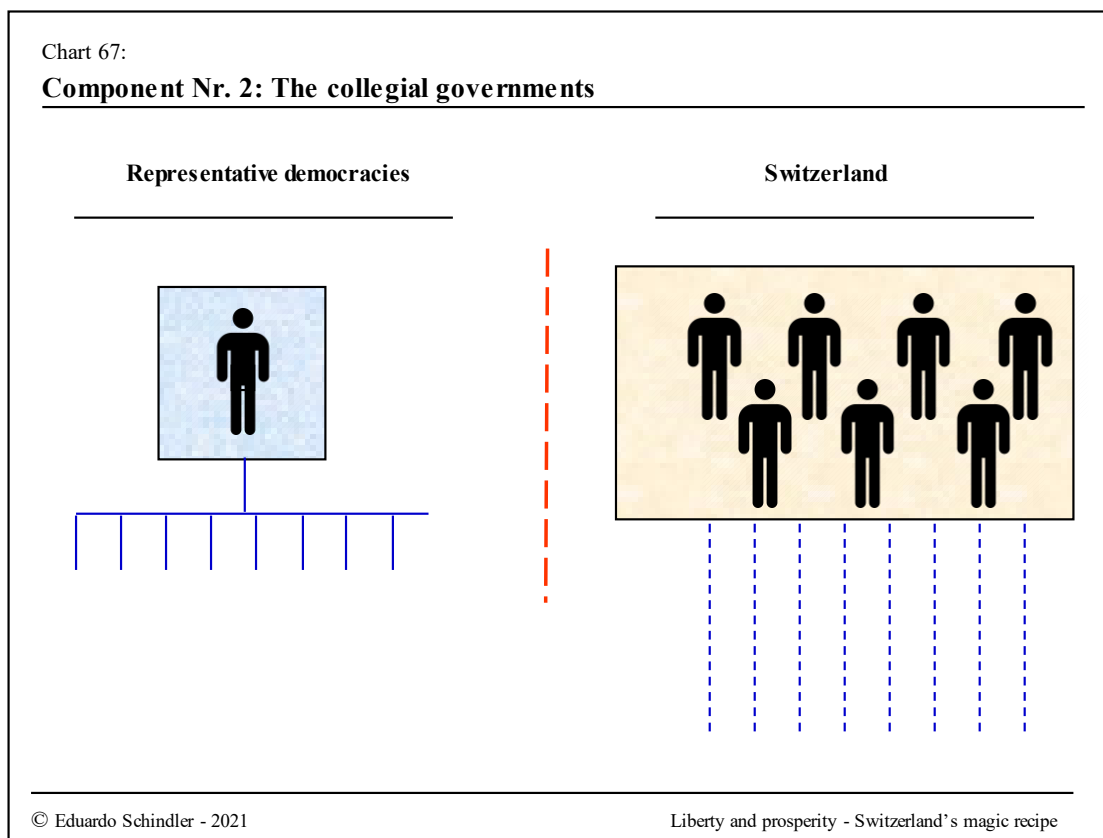 Chart 67:
Component Nr. 2: The collegial governments
Representative democracies
Switzerland
© Eduardo Schindler - 2021
Liberty and prosperity - Switzerland’s magic recipe